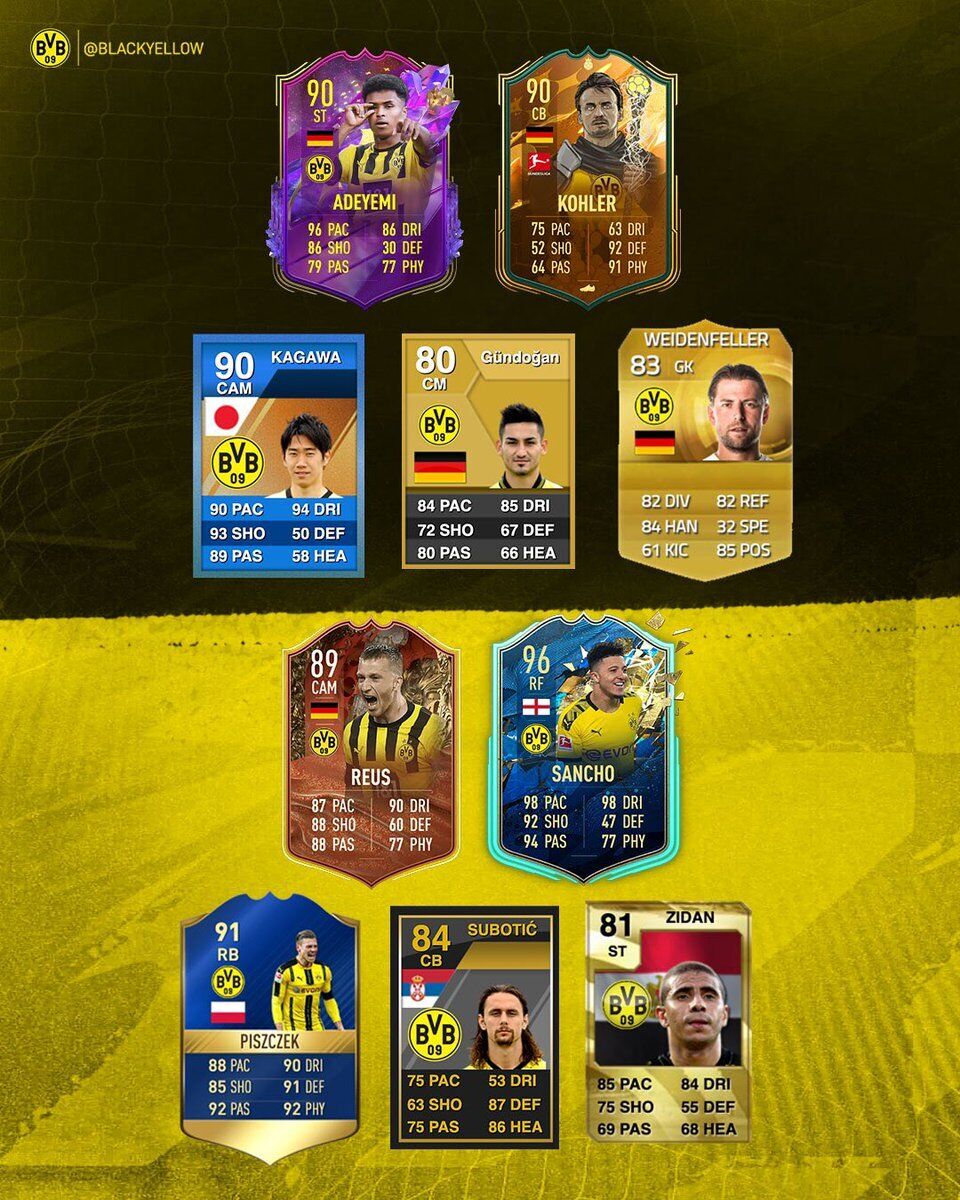 BVB 09 @BLACKYELLOW
90
ST
BVB 09
ADEYEMI
96 PAC 86 DRI
86 SHO 30 DEF
79 PAS 77 PHY
90
CB
BUNDESLIGA
BVB
KOHLER
75 PAC 63 DRI
52 SHO 92 DEF
64 PAS 91 PHY
90 KAGAWA
CAM
BVB
09
90 PAC 94 DRI
93 SHO 50 DEF
89 PAS 58 HEA
80 Gündoğan
CM
BVB
09
84 PAC 85 DRI
72 SHO 67 DEF
80 PAS 66 HEA
WEIDENFELLER
83 GK
BVB
09
82 DIV 82 REF
84 HAN 32 SPE
61 KIC 85 POS
89
CAM
BVB
09
REUS
87 PAC 90 DRI
88 SHO 60 DEF
88 PAS 77 PHY
96
RF
BVB
09
EVON
SANCHO
98 PAC 98 DRI
92 SHO 47 DEF
94 PAS 77 PHY
91
RB
BVB
09
EVONIK
PISZCZEK
88 PAC 90 DRI
85 SHO 91 DEF
92 PAS 92 PHY
84 SUBOTIĆ
CB
BVB
09
75 PAC 53 DRI
63 SHO 87 DEF
75 PAS 86 HEA
81 ZIDAN
ST
BVB
09
85 PAC 84 DRI
75 SHO 55 DEF
69 PAS 68 HEA